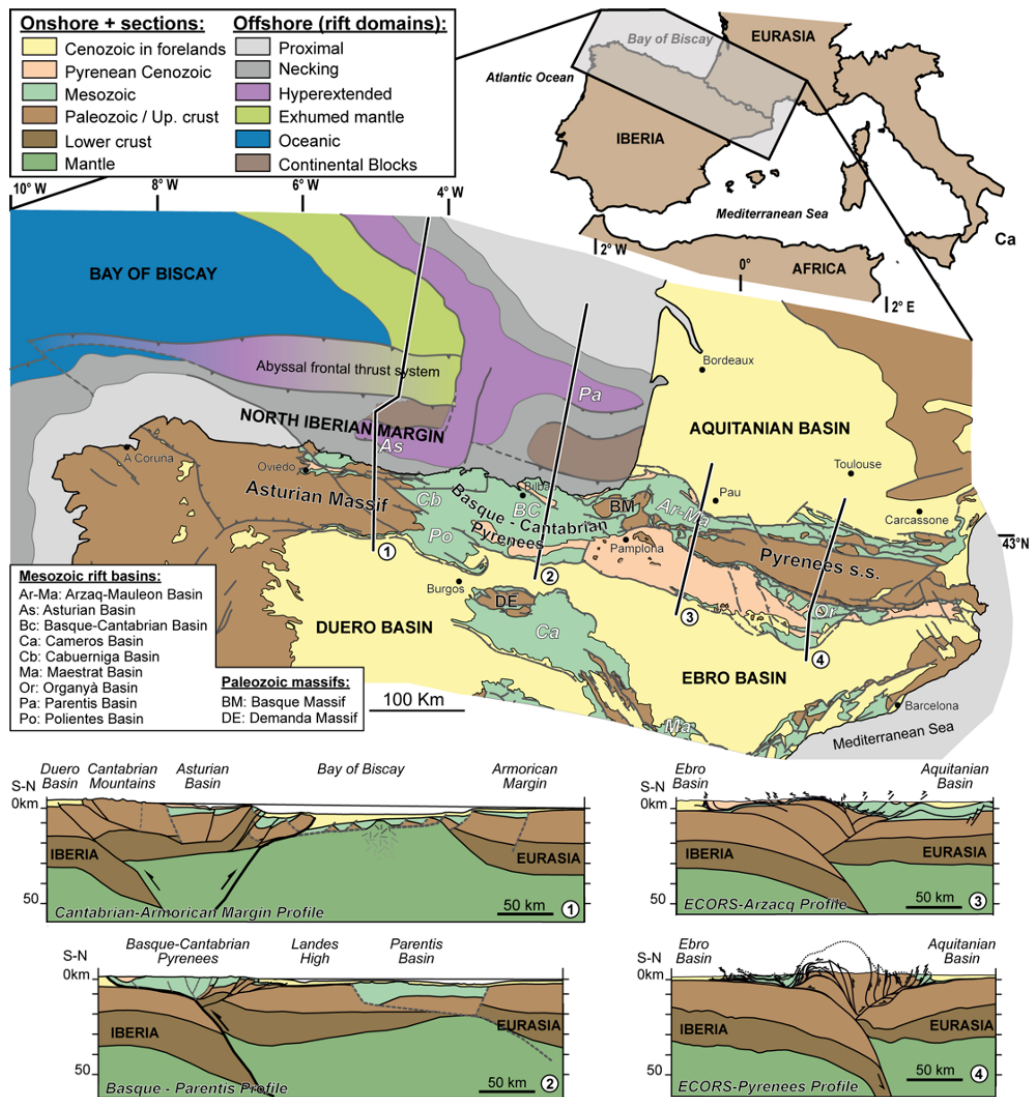 Onshore + sections:
Cenozoic in forelands
Pyrenean Cenozoic
Mesozoic
Paleozoic / Up. crust
Lower crust
Mantle
Offshore (rift domains):
Proximal
Necking
Hyperextended
Exhumed mantle
Oceanic
Continental Blocks
Bay of Biscay
EURASIA
Atlantic Ocean
IBERIA
Mediterranean Sea
AFRICA
Ca
10° W
8° W
6° W
4° W
2° W
0°
2° E
43°N
BAY OF BISCAY
Abyssal frontal thrust system
NORTH IBERIAN MARGIN
As
Pa
Bordeaux
AQUITANIAN BASIN
Toulouse
A Coruna
Oviedo
Asturian Massif
Cb
Po
Bilbao
BC
Basque - Cantabrian
Pyrenees
BM
Ar-Ma
Pau
Carcassone
Pamplona
Pyrenees s.s.
Or
1
2
3
4
Burgos
DE
DUERO BASIN
Ca
EBRO BASIN
Ma
Barcelona
Mediterranean Sea
Mesozoic rift basins:
Ar-Ma: Arzaq-Mauleon Basin
As: Asturian Basin
Bc: Basque-Cantabrian Basin
Ca: Cameros Basin
Cb: Cabuerniga Basin
Ma: Maestrat Basin
Or: Organyà Basin
Pa: Parentis Basin
Po: Polientes Basin
Paleozoic massifs:
BM: Basque Massif
DE: Demanda Massif
100 Km
S-N
Duero
Basin
Cantabrian
Mountains
Asturian
Basin
Bay of Biscay
Armorican
Margin
0km
50
IBERIA
EURASIA
50 km
Cantabrian-Armorican Margin Profile
1
S-N
Ebro
Basin
Aquitanian
Basin
0km
50
IBERIA
EURASIA
50 km
ECORS-Arzacq Profile
3
S-N
Basque-Cantabrian
Pyrenees
Landes
High
Parentis
Basin
0km
50
IBERIA
EURASIA
50 km
Basque - Parentis Profile
2
S-N
Ebro
Basin
Aquitanian
Basin
0km
50
IBERIA
EURASIA
50 km
ECORS-Pyrenees Profile
4